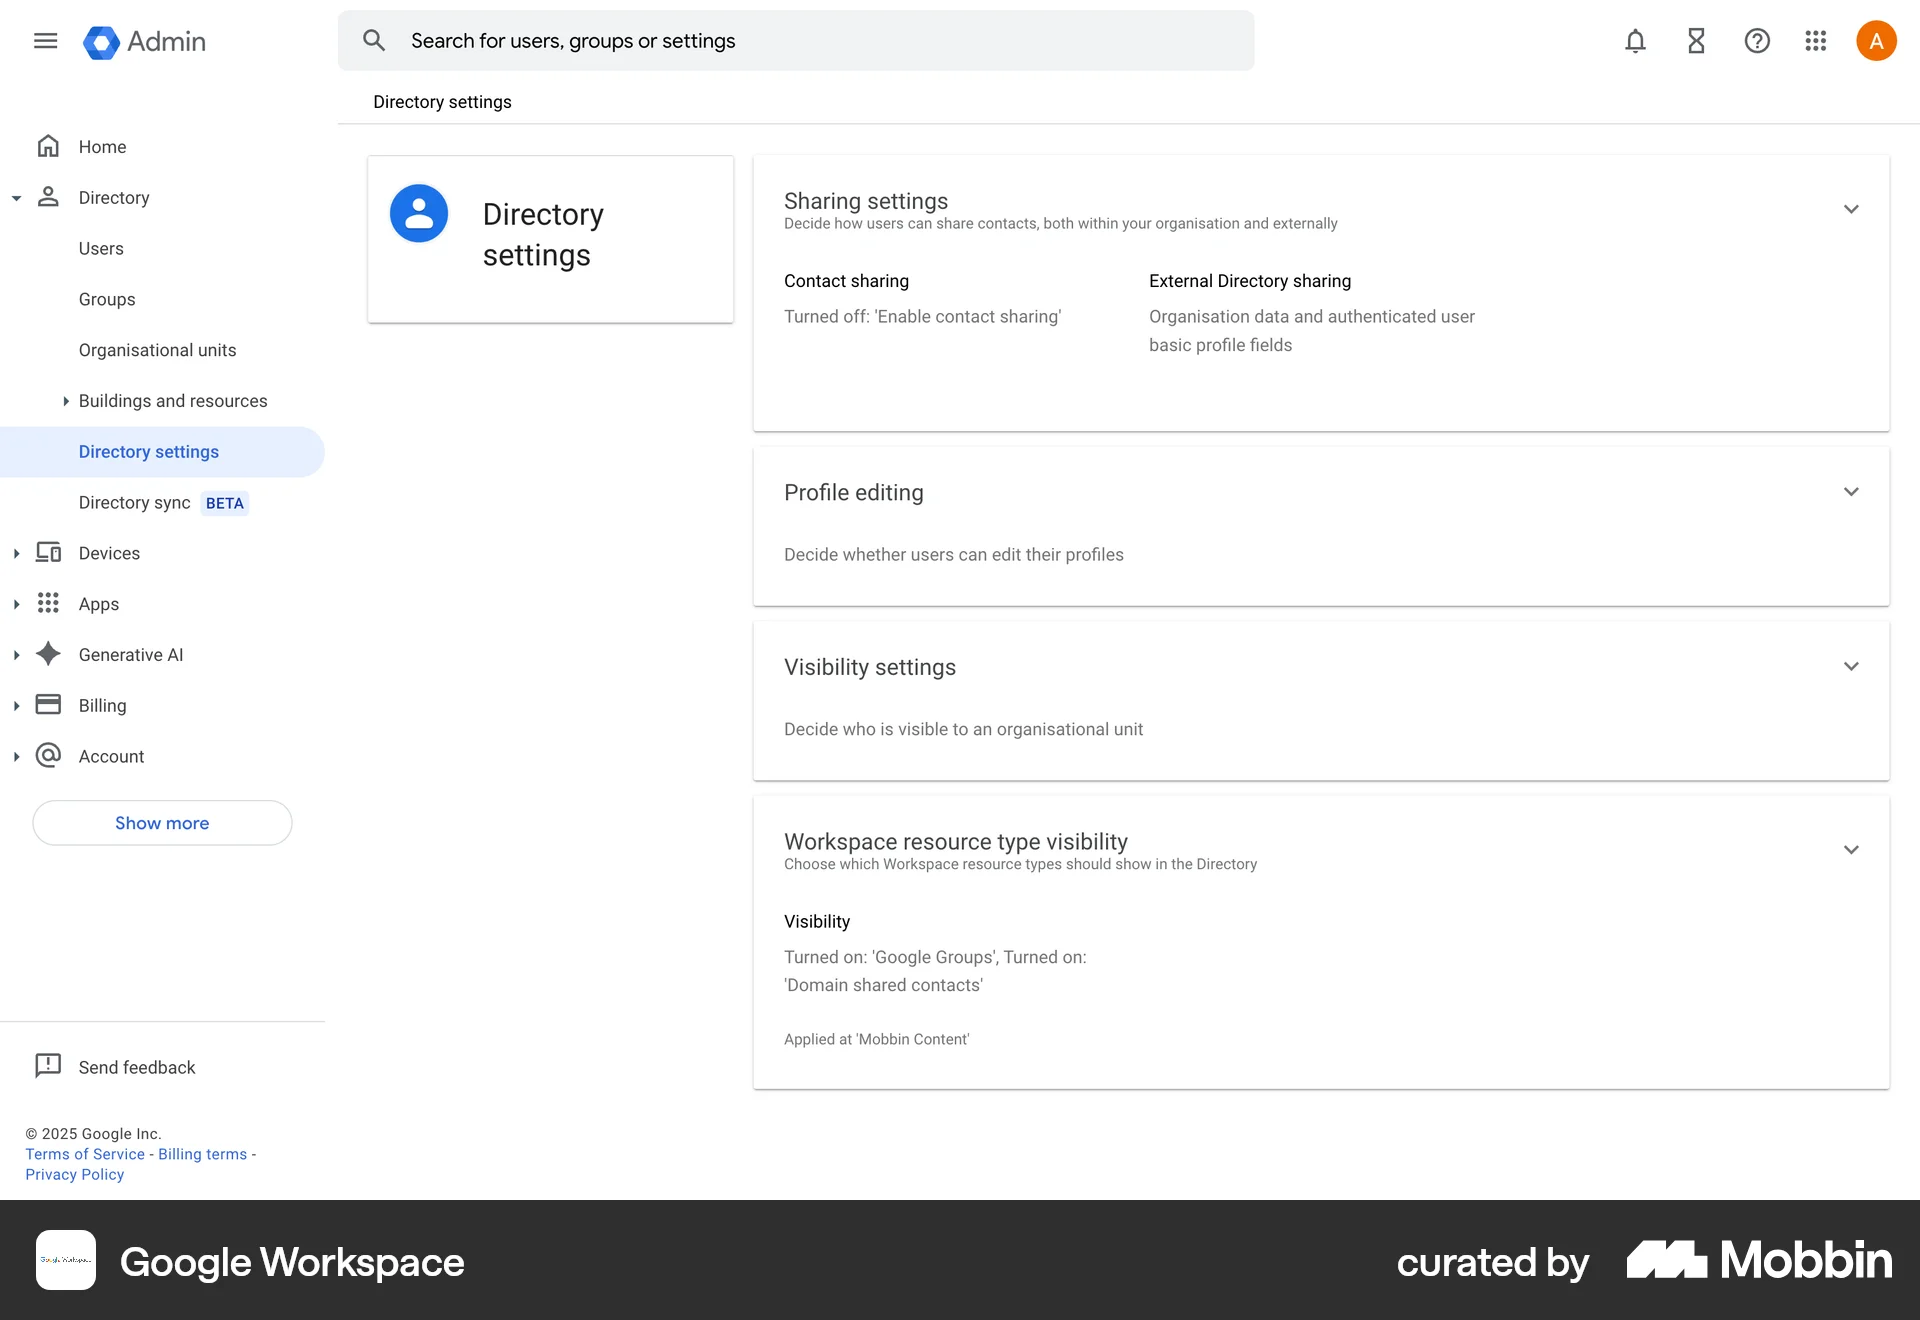 Admin
Search for users, groups or settings
A
Directory settings
Home
Directory
Users
Groups
Organisational units
Buildings and resources
Directory settings
Directory sync BETA
Devices
Apps
Generative AI
Billing
Account
Show more
Send feedback
© 2025 Google Inc.
Terms of Service - Billing terms -
Privacy Policy
Directory
settings
Sharing settings
Decide how users can share contacts, both within your organisation and externally
Contact sharing
Turned off: 'Enable contact sharing'
External Directory sharing
Organisation data and authenticated user
basic profile fields
Profile editing
Decide whether users can edit their profiles
Visibility settings
Decide who is visible to an organisational unit
Workspace resource type visibility
Choose which Workspace resource types should show in the Directory
Visibility
Turned on: 'Google Groups', Turned on:
'Domain shared contacts'
Applied at 'Mobbin Content'
Google Workspace
Google Workspace
curated by
Mobbin